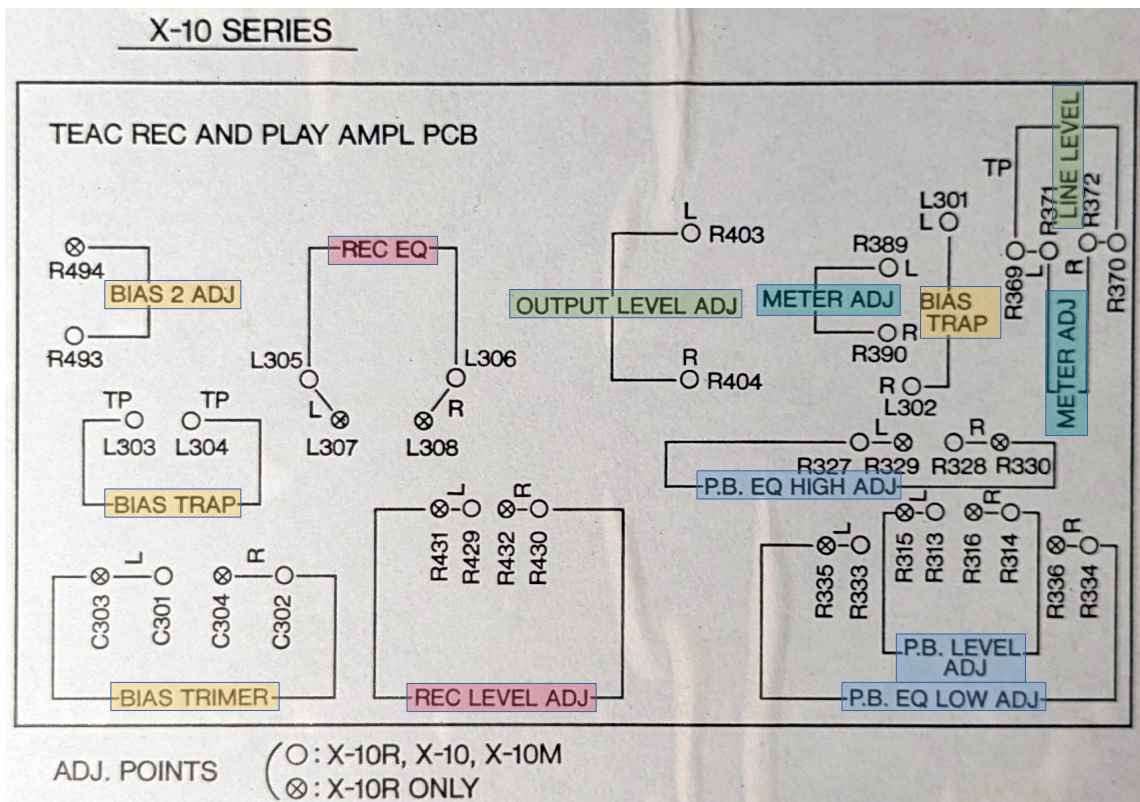 X-10 SERIES
TEAC REC AND PLAY AMPL PCB
R494
BIAS 2 ADJ
R493
REC EQ
L305
L306
L
R
L307
L308
TP
TP
L303
L304
BIAS TRAP
L
R
C303
C301
C304
C302
BIAS TRIMER
L
R
R431
R429
R432
R430
REC LEVEL ADJ
L
R403
OUTPUT LEVEL ADJ
R
R404
R389
L
METER ADJ
R
R390
L301
L
BIAS
TRAP
R
L302
LINE LEVEL
TP
R369
L
R371
R372
R
R370
METER ADJ
L
R
R327
R329
R328
R330
P.B. EQ HIGH ADJ
L
R
R315
R313
R316
R314
P.B. LEVEL
ADJ
L
R
R335
R333
R336
R334
P.B. EQ LOW ADJ
ADJ. POINTS
: X-10R, X-10, X-10M
: X-10R ONLY